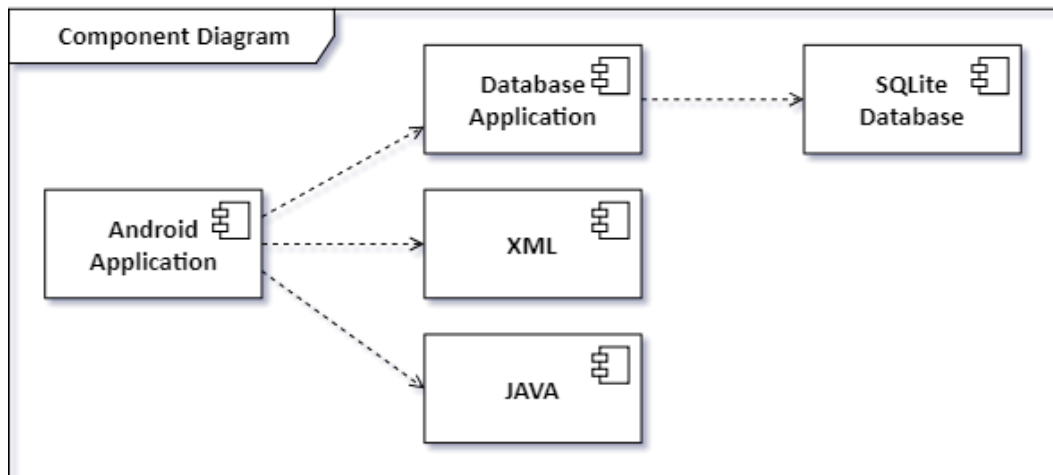 Component Diagram
Database
Application
SQLite
Database
Android
Application
XML
JAVA